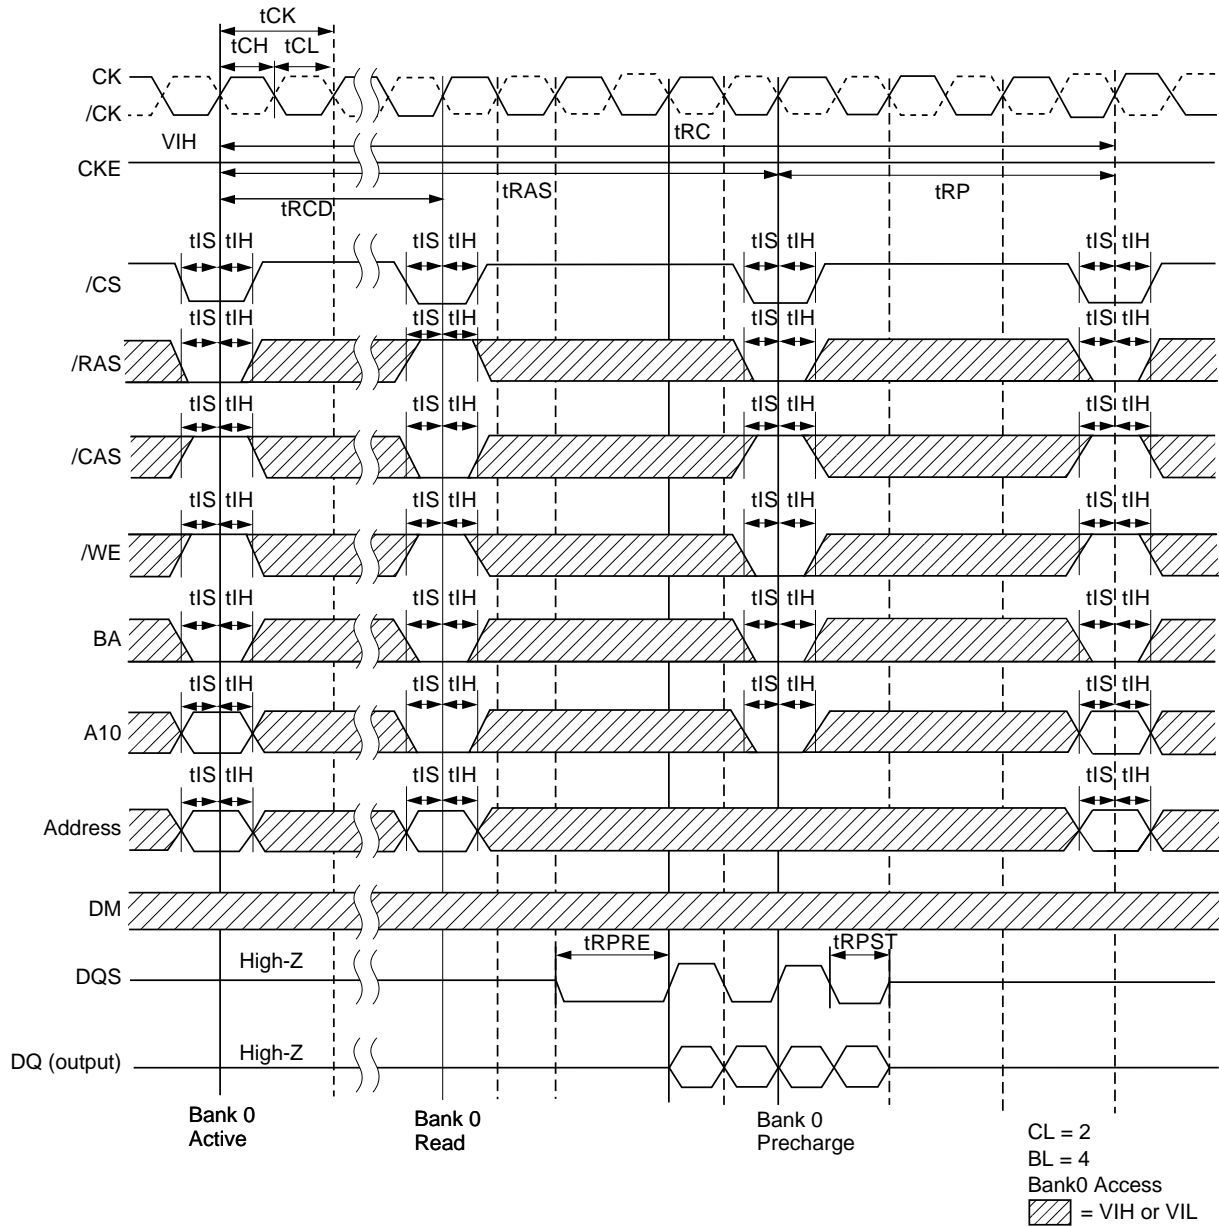 tCK
tCH tCL
CK
/CK
VIH tRC
CKE
tRAS tRP
tRCD
tIS tIH tIS tIH tIS tIH tIS tIH
/CS
tIS tIH tIS tIH tIS tIH tIS tIH
/RAS
tIS tIH tIS tIH tIS tIH tIS tIH
/CAS
tIS tIH tIS tIH tIS tIH tIS tIH
/WE
tIS tIH tIS tIH tIS tIH tIS tIH
BA
tIS tIH tIS tIH tIS tIH tIS tIH
A10
tIS tIH tIS tIH tIS tIH
Address
DM
tRPRE tRPST
High-Z
DQS
High-Z
DQ (output)
Bank 0 Bank 0 Bank 0
Active Read Precharge
CL = 2
BL = 4
Bank0 Access
= VIH or VIL